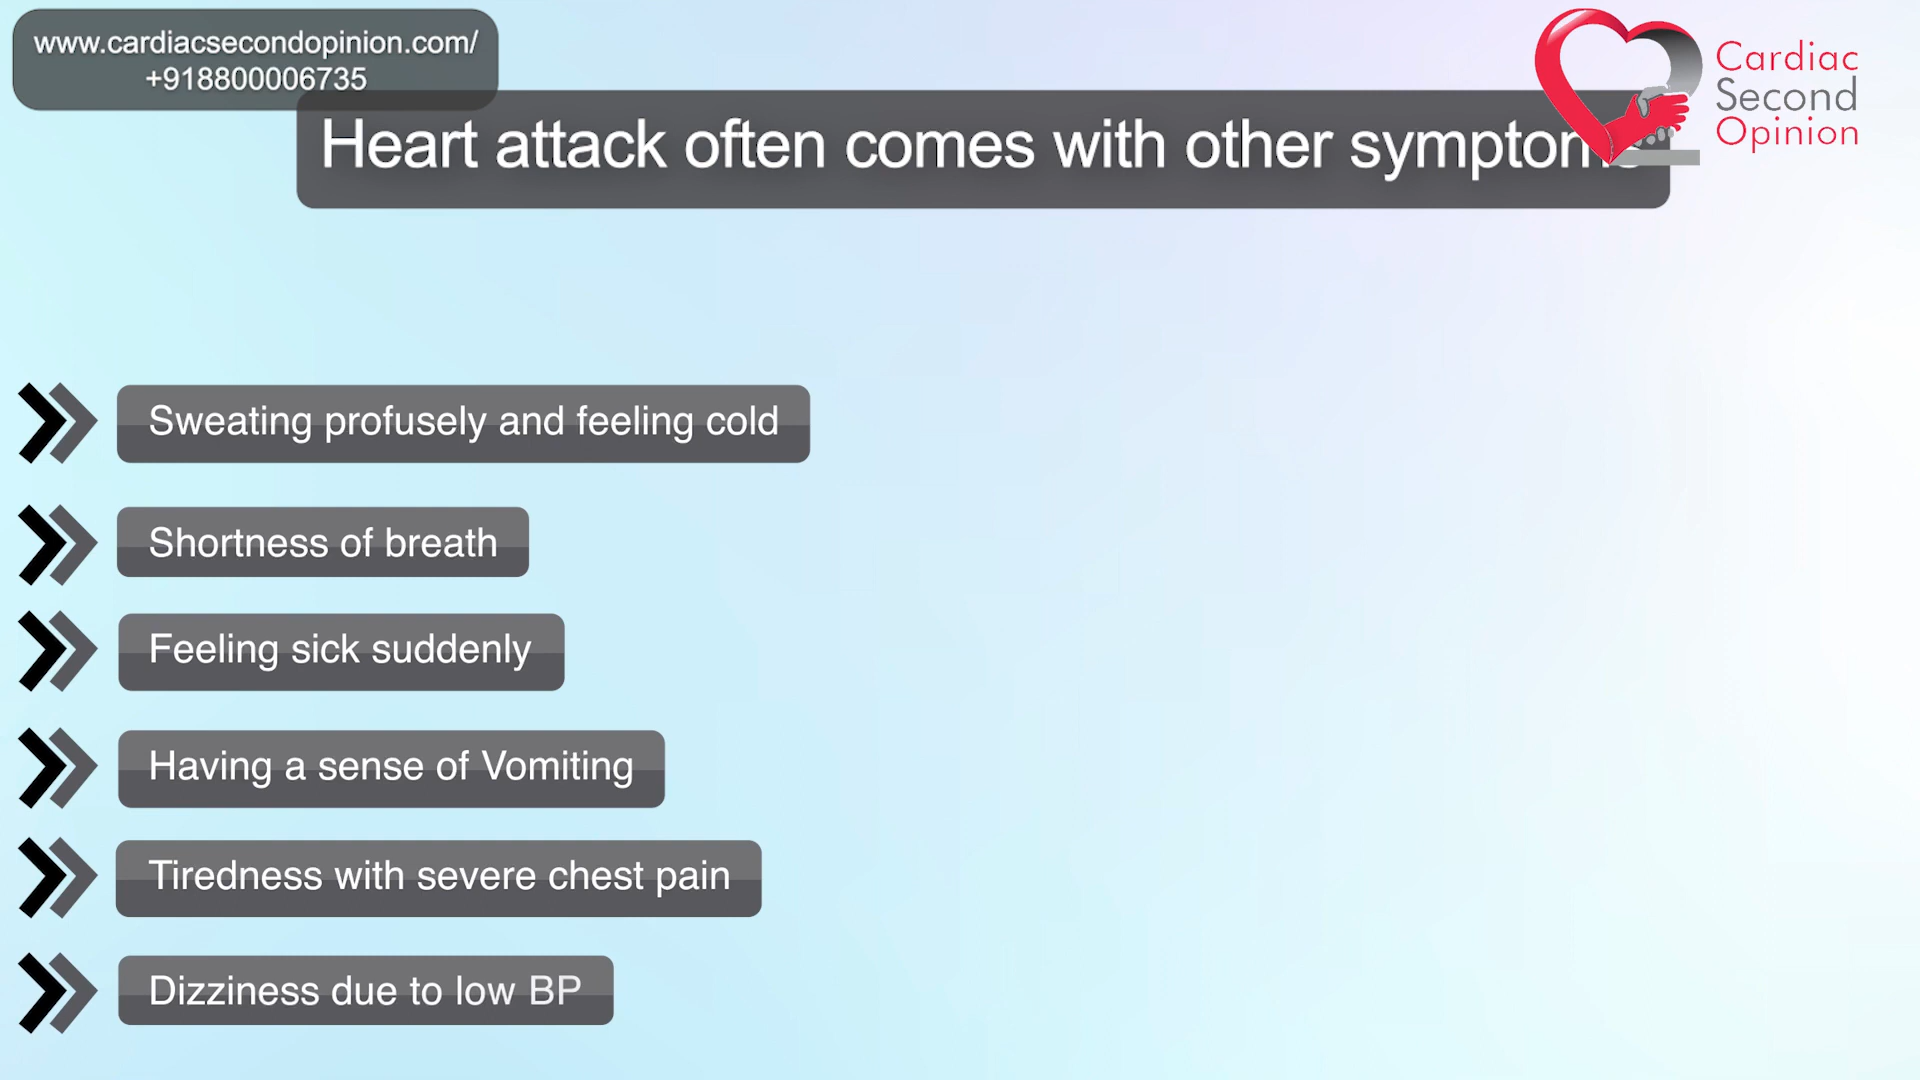 www.cardiacsecondopinion.com/
+918800006735
Cardiac
Second
Opinion
Heart attack often comes with other symptoms
Sweating profusely and feeling cold
Shortness of breath
Feeling sick suddenly
Having a sense of Vomiting
Tiredness with severe chest pain
Dizziness due to low BP